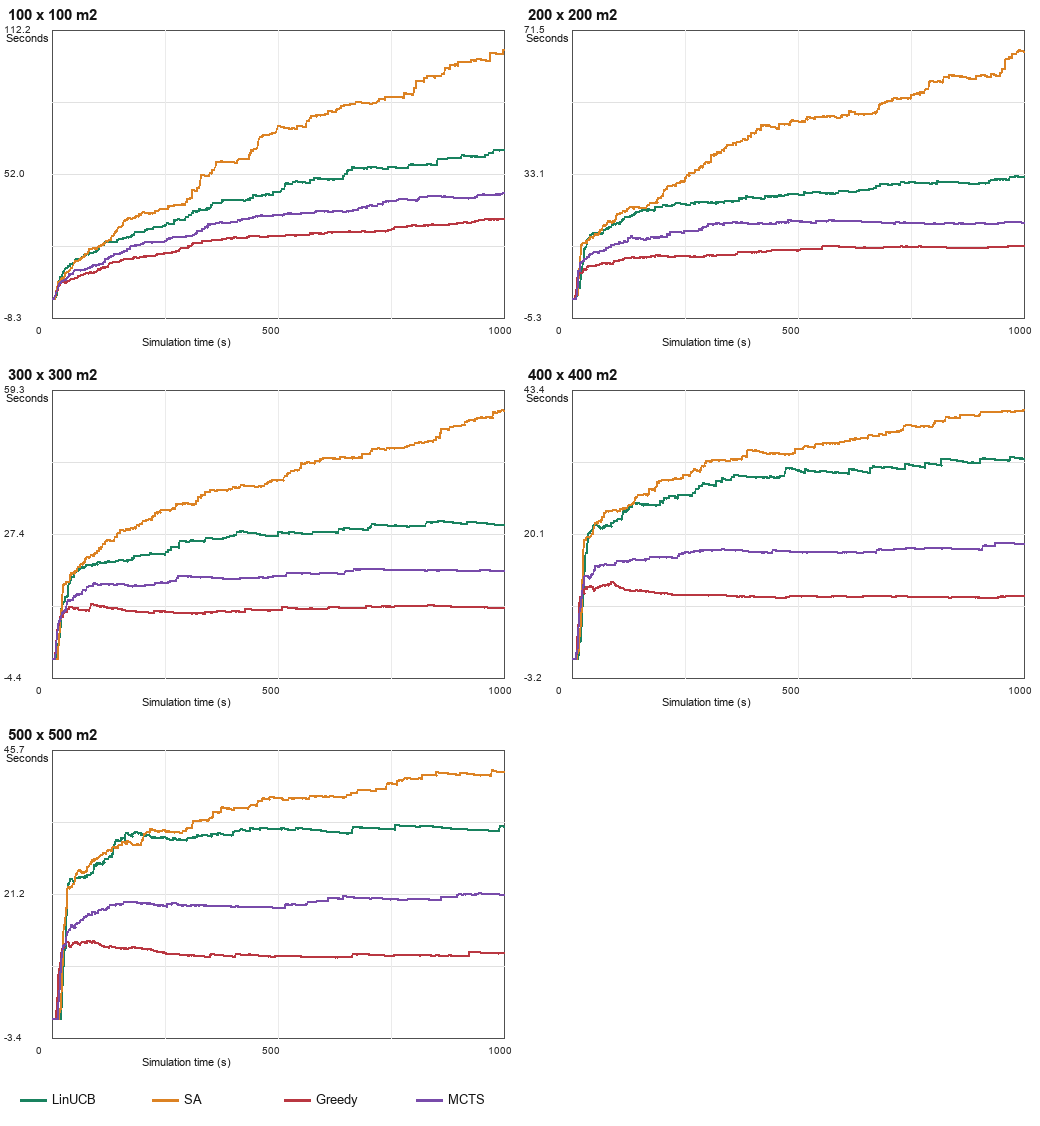 100 x 100 m2
112.2
Seconds
52.0
-8.3
0 500 1000
Simulation time (s)
200 x 200 m2
71.5
Seconds
33.1
-5.3
0 500 1000
Simulation time (s)
300 x 300 m2
59.3
Seconds
27.4
-4.4
0 500 1000
Simulation time (s)
400 x 400 m2
43.4
Seconds
20.1
-3.2
0 500 1000
Simulation time (s)
500 x 500 m2
45.7
Seconds
21.2
-3.4
0 500 1000
Simulation time (s)
LinUCB SA Greedy MCTS